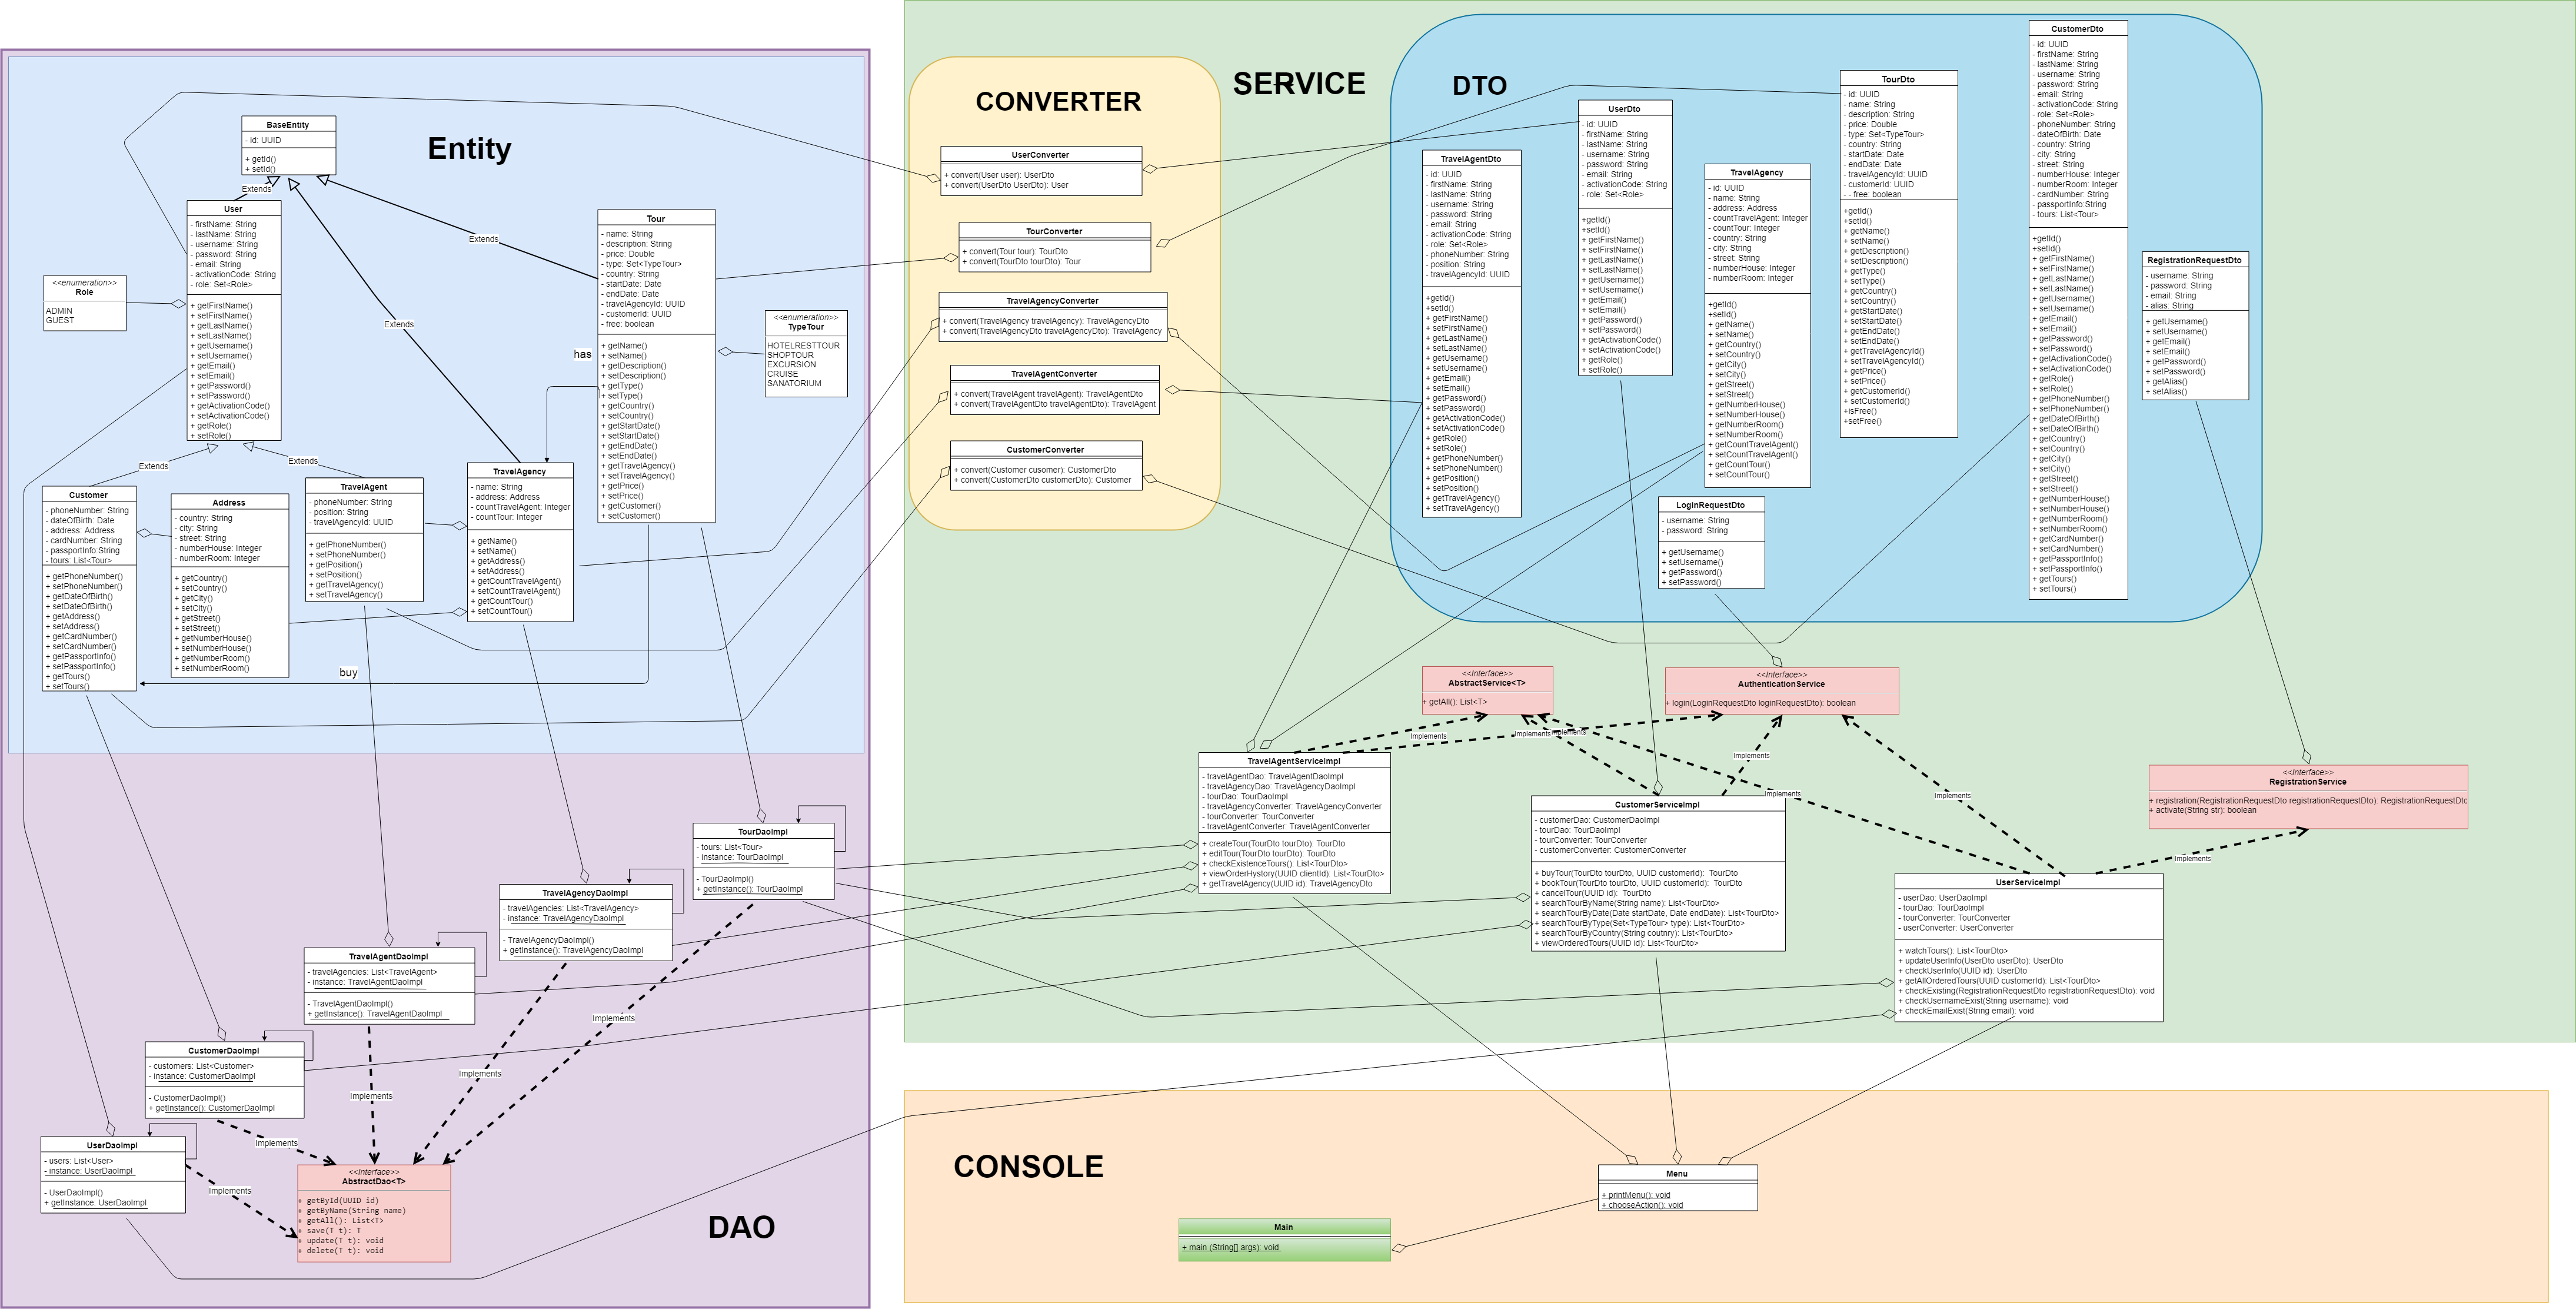 Entity
BaseEntity
- id: UUID
+ getId()
+ setId()
Extends
User
- firstName: String
- lastName: String
- username: String
- password: String
- email: String
- activationCode: String
- role: Set<Role>
+ getFirstName()
+ setFirstName()
+ getLastName()
+ setLastName()
+ getUsername()
+ setUsername()
+ getEmail()
+ setEmail()
+ getPassword()
+ setPassword()
+ getActivationCode()
+ setActivationCode()
+ getRole()
+ setRole()
<<enumeration>>
Role
ADMIN
GUEST
Extends
Extends
Tour
- name: String
- description: String
- price: Double
- type: Set<TypeTour>
- country: String
- startDate: Date
- endDate: Date
- travelAgencyId: UUID
- customerId: UUID
- free: boolean
+ getName()
+ setName()
+ getDescription()
+ setDescription()
+ getType()
+ setType()
+ getCountry()
+ setCountry()
+ getStartDate()
+ setStartDate()
+ getEndDate()
+ setEndDate()
+ getTravelAgency()
+ setTravelAgency()
+ getPrice()
+ setPrice()
+ getCustomer()
+ setCustomer()
has
<<enumeration>>
TypeTour
HOTELRESTTOUR
SHOPTOUR
EXCURSION
CRUISE
SANATORIUM
Extends
Extends
Customer
- phoneNumber: String
- dateOfBirth: Date
- address: Address
- cardNumber: String
- passportInfo:String
- tours: List<Tour>
+ getPhoneNumber()
+ setPhoneNumber()
+ getDateOfBirth()
+ setDateOfBirth()
+ getAddress()
+ setAddress()
+ getCardNumber()
+ setCardNumber()
+ getPassportInfo()
+ setPassportInfo()
+ getTours()
+ setTours()
Address
- country: String
- city: String
- street: String
- numberHouse: Integer
- numberRoom: Integer
+ getCountry()
+ setCountry()
+ getCity()
+ setCity()
+ getStreet()
+ setStreet()
+ getNumberHouse()
+ setNumberHouse()
+ getNumberRoom()
+ setNumberRoom()
TravelAgent
- phoneNumber: String
- position: String
- travelAgencyId: UUID
+ getPhoneNumber()
+ setPhoneNumber()
+ getPosition()
+ setPosition()
+ getTravelAgency()
+ setTravelAgency()
TravelAgency
- name: String
- address: Address
- countTravelAgent: Integer
- countTour: Integer
+ getName()
+ setName()
+ getAddress()
+ setAddress()
+ getCountTravelAgent()
+ setCountTravelAgent()
+ getCountTour()
+ setCountTour()
buy
TourDaoImpl
- tours: List<Tour>
- instance: TourDaoImpl
- TourDaoImpl()
+ getInstance(): TourDaoImpl
TravelAgencyDaoImpl
- travelAgencies: List<TravelAgency>
- instance: TravelAgencyDaoImpl
- TravelAgencyDaoImpl()
+ getInstance(): TravelAgencyDaoImpl
TravelAgentDaoImpl
- travelAgencies: List<TravelAgent>
- instance: TravelAgentDaoImpl
- TravelAgentDaoImpl()
+ getInstance(): TravelAgentDaoImpl
CustomerDaoImpl
- customers: List<Customer>
- instance: CustomerDaoImpl
- CustomerDaoImpl()
+ getInstance(): CustomerDaoImpl
UserDaoImpl
- users: List<User>
- instance: UserDaoImpl
- UserDaoImpl()
+ getInstance: UserDaoImpl
Implements
Implements
Implements
Implements
Implements
<<Interface>>
AbstractDao<T>
+ getById(UUID id)
+ getByName(String name)
+ getAll(): List<T>
+ save(T t): T
+ update(T t): void
+ delete(T t): void
DAO
SERVICE
CONVERTER
UserConverter
+ convert(User user): UserDto
+ convert(UserDto UserDto): User
TourConverter
+ convert(Tour tour): TourDto
+ convert(TourDto tourDto): Tour
TravelAgencyConverter
+ convert(TravelAgency travelAgency): TravelAgencyDto
+ convert(TravelAgencyDto travelAgencyDto): TravelAgency
TravelAgentConverter
+ convert(TravelAgent travelAgent): TravelAgentDto
+ convert(TravelAgentDto travelAgentDto): TravelAgent
CustomerConverter
+ convert(Customer cusomer): CustomerDto
+ convert(CustomerDto customerDto): Customer
DTO
TravelAgentDto
- id: UUID
- firstName: String
- lastName: String
- username: String
- password: String
- email: String
- activationCode: String
- role: Set<Role>
- phoneNumber: String
- position: String
- travelAgencyId: UUID
+getId()
+setId()
+ getFirstName()
+ setFirstName()
+ getLastName()
+ setLastName()
+ getUsername()
+ setUsername()
+ getEmail()
+ setEmail()
+ getPassword()
+ setPassword()
+ getActivationCode()
+ setActivationCode()
+ getRole()
+ setRole()
+ getPhoneNumber()
+ setPhoneNumber()
+ getPosition()
+ setPosition()
+ getTravelAgency()
+ setTravelAgency()
UserDto
- id: UUID
- firstName: String
- lastName: String
- username: String
- password: String
- email: String
- activationCode: String
- role: Set<Role>
+getId()
+setId()
+ getFirstName()
+ setFirstName()
+ getLastName()
+ setLastName()
+ getUsername()
+ setUsername()
+ getEmail()
+ setEmail()
+ getPassword()
+ setPassword()
+ getActivationCode()
+ setActivationCode()
+ getRole()
+ setRole()
TravelAgency
- id: UUID
- name: String
- address: Address
- countTravelAgent: Integer
- countTour: Integer
- country: String
- city: String
- street: String
- numberHouse: Integer
- numberRoom: Integer
+getId()
+setId()
+ getName()
+ setName()
+ getCountry()
+ setCountry()
+ getCity()
+ setCity()
+ getStreet()
+ setStreet()
+ getNumberHouse()
+ setNumberHouse()
+ getNumberRoom()
+ setNumberRoom()
+ getCountTravelAgent()
+ setCountTravelAgent()
+ getCountTour()
+ setCountTour()
TourDto
- id: UUID
- name: String
- description: String
- price: Double
- type: Set<TypeTour>
- country: String
- startDate: Date
- endDate: Date
- travelAgencyId: UUID
- customerId: UUID
- - free: boolean
+getId()
+setId()
+ getName()
+ setName()
+ getDescription()
+ setDescription()
+ getType()
+ setType()
+ getCountry()
+ setCountry()
+ getStartDate()
+ setStartDate()
+ getEndDate()
+ setEndDate()
+ getTravelAgencyId()
+ setTravelAgencyId()
+ getPrice()
+ setPrice()
+ getCustomerId()
+ setCustomerId()
+isFree()
+setFree()
CustomerDto
- id: UUID
- firstName: String
- lastName: String
- username: String
- password: String
- email: String
- activationCode: String
- role: Set<Role>
- phoneNumber: String
- dateOfBirth: Date
- country: String
- city: String
- street: String
- numberHouse: Integer
- numberRoom: Integer
- cardNumber: String
- passportInfo:String
- tours: List<Tour>
+getId()
+setId()
+ getFirstName()
+ setFirstName()
+ getLastName()
+ setLastName()
+ getUsername()
+ setUsername()
+ getEmail()
+ setEmail()
+ getPassword()
+ setPassword()
+ getActivationCode()
+ setActivationCode()
+ getRole()
+ setRole()
+ getPhoneNumber()
+ setPhoneNumber()
+ getDateOfBirth()
+ setDateOfBirth()
+ getCountry()
+ setCountry()
+ getCity()
+ setCity()
+ getStreet()
+ setStreet()
+ getNumberHouse()
+ setNumberHouse()
+ getNumberRoom()
+ setNumberRoom()
+ getCardNumber()
+ setCardNumber()
+ getPassportInfo()
+ setPassportInfo()
+ getTours()
+ setTours()
RegistrationRequestDto
- username: String
- password: String
- email: String
- alias: String
+ getUsername()
+ setUsername()
+ getEmail()
+ setEmail()
+ getPassword()
+ setPassword()
+ getAlias()
+ setAlias()
LoginRequestDto
- username: String
- password: String
+ getUsername()
+ setUsername()
+ getPassword()
+ setPassword()
<<Interface>>
AbstractService<T>
+ getAll(): List<T>
<<Interface>>
AuthenticationService
+ login(LoginRequestDto loginRequestDto): boolean
Implements
Implements
Implements
Implements
Implements
Implements
Implements
<<Interface>>
RegistrationService
+ registration(RegistrationRequestDto registrationRequestDto): RegistrationRequestDto
+ activate(String str): boolean
TravelAgentServiceImpl
- travelAgentDao: TravelAgentDaoImpl
- travelAgencyDao: TravelAgencyDaoImpl
- tourDao: TourDaoImpl
- travelAgencyConverter: TravelAgencyConverter
- tourConverter: TourConverter
- travelAgentConverter: TravelAgentConverter
+ createTour(TourDto tourDto): TourDto
+ editTour(TourDto tourDto): TourDto
+ checkExistenceTours(): List<TourDto>
+ viewOrderHystory(UUID clientId): List<TourDto>
+ getTravelAgency(UUID id): TravelAgencyDto
CustomerServiceImpl
- customerDao: CustomerDaoImpl
- tourDao: TourDaoImpl
- tourConverter: TourConverter
- customerConverter: CustomerConverter
+ buyTour(TourDto tourDto, UUID customerId): TourDto
+ bookTour(TourDto tourDto, UUID customerId): TourDto
+ cancelTour(UUID id): TourDto
+ searchTourByName(String name): List<TourDto>
+ searchTourByDate(Date startDate, Date endDate): List<TourDto>
+ searchTourByType(Set<TypeTour> type): List<TourDto>
+ searchTourByCountry(String coutnry): List<TourDto>
+ viewOrderedTours(UUID id): List<TourDto>
UserServiceImpl
- userDao: UserDaoImpl
- tourDao: TourDaoImpl
- tourConverter: TourConverter
- userConverter: UserConverter
+ watchTours(): List<TourDto>
+ updateUserInfo(UserDto userDto): UserDto
+ checkUserInfo(UUID id): UserDto
+ getAllOrderedTours(UUID customerId): List<TourDto>
+ checkExisting(RegistrationRequestDto registrationRequestDto): void
+ checkUsernameExist(String username): void
+ checkEmailExist(String email): void
CONSOLE
Menu
+ printMenu(): void
+ chooseAction(): void
Main
+ main (String[] args): void